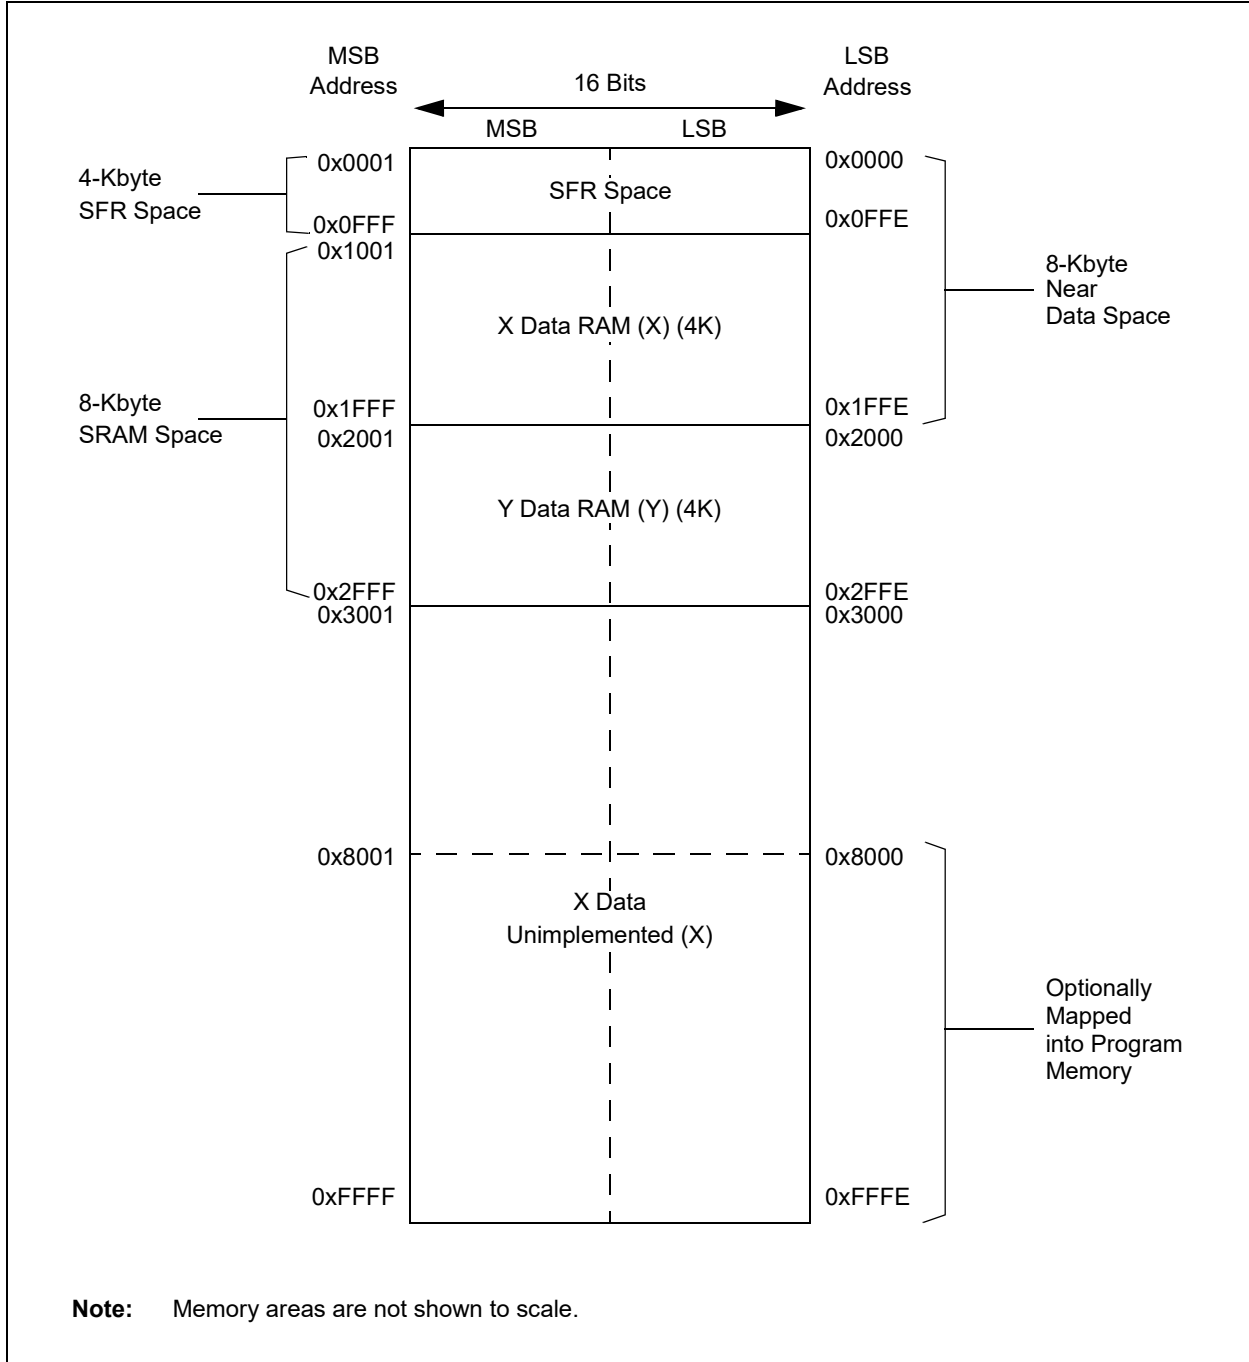 MSB
Address
LSB
Address
16 Bits
MSB LSB
0x0001
0x0000
4-Kbyte
SFR Space
SFR Space
0x0FFF
0x0FFE
0x1001
8-Kbyte
Near
Data Space
X Data RAM (X) (4K)
8-Kbyte
SRAM Space
0x1FFF
0x1FFE
0x2001
0x2000
Y Data RAM (Y) (4K)
0x2FFF
0x2FFE
0x3001
0x3000
0x8001
0x8000
X Data
Unimplemented (X)
Optionally
Mapped
into Program
Memory
0xFFFF
0xFFFE
Note: Memory areas are not shown to scale.